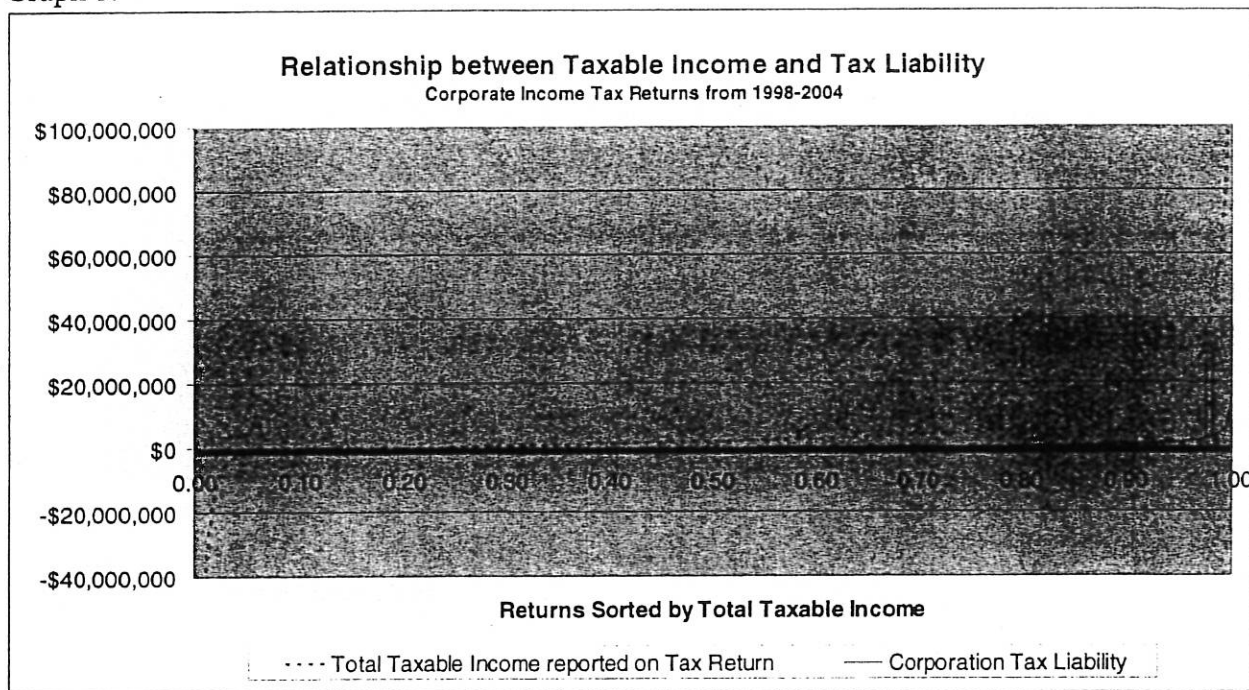 Relationship between Taxable Income and Tax Liability
Corporate Income Tax Returns from 1998-2004
$100,000,000
$80,000,000
$60,000,000
$40,000,000
$20,000,000
$0
0.00 0.10 0.20 0.30 0.40 0.50 0.60 0.70 0.80 0.90 1.00
-$20,000,000
-$40,000,000
Returns Sorted by Total Taxable Income
Total Taxable Income reported on Tax Return Corporation Tax Liability